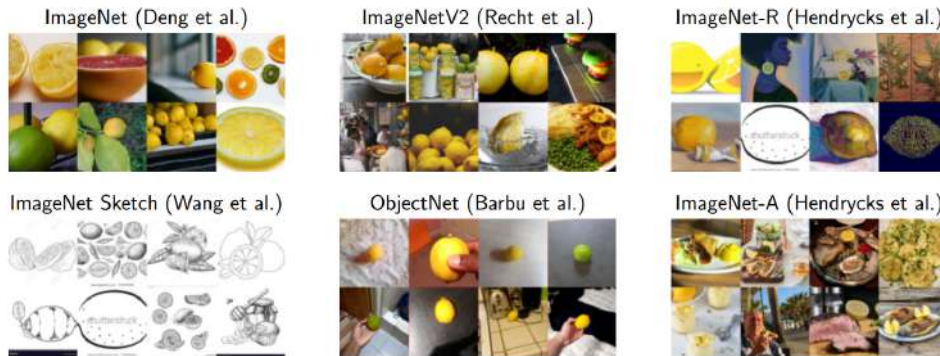 ImageNet (Deng et al.)
ImageNetV2 (Recht et al.)
ImageNet-R (Hendrycks et al.)
shutterstock
ImageNet Sketch (Wang et al.)
ObjectNet (Barbu et al.)
ImageNet-A (Hendrycks et al.)
shutterstock